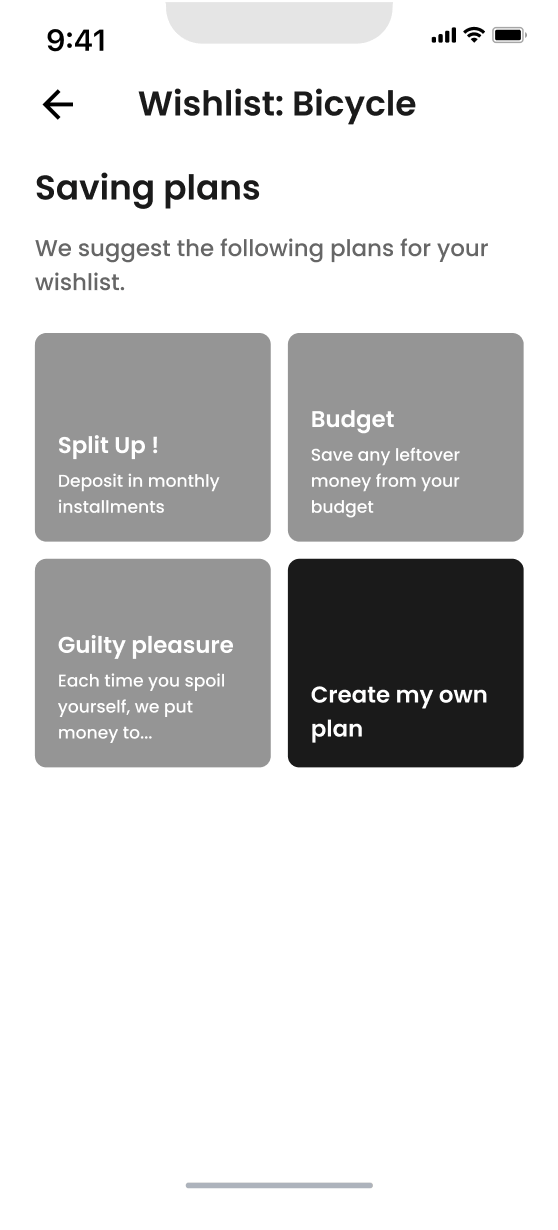 9:41
Wishlist: Bicycle
Saving plans
We suggest the following plans for your
wishlist.
Split Up !
Deposit in monthly
installments
Budget
Save any leftover
money from your
budget
Guilty pleasure
Each time you spoil
yourself, we put
money to...
Create my own
plan